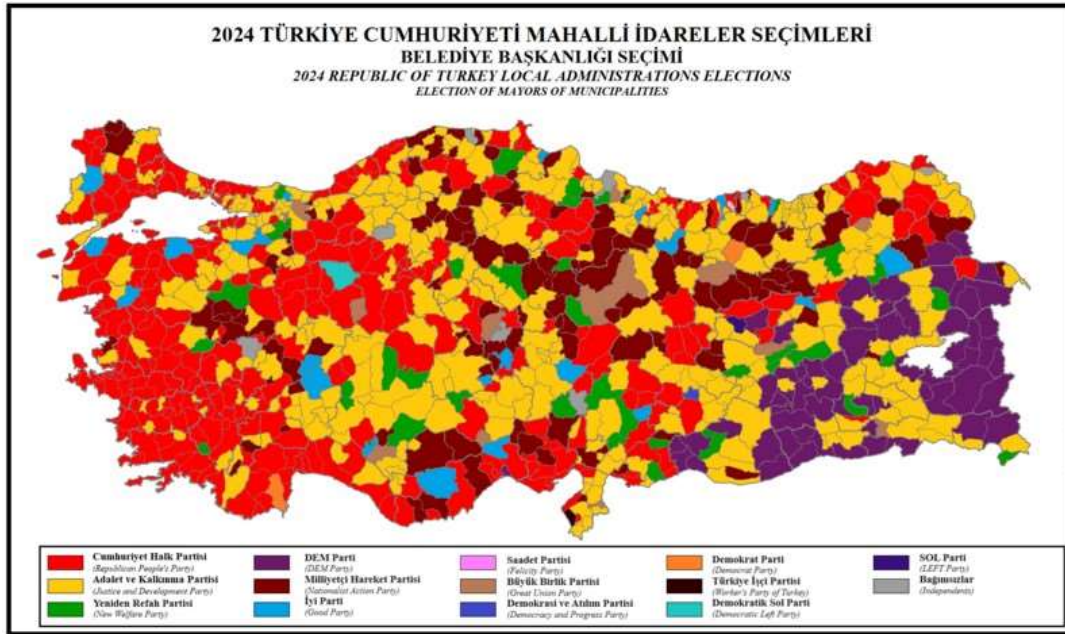 2024 TÜRKİYE CUMHURİYETİ MAHALLİ İDARELER SEÇİMLERİ
BELEDİYE BAŞKANLIĞI SEÇİMİ
2024 REPUBLIC OF TURKEY LOCAL ADMINISTRATIONS ELECTIONS
ELECTION OF MAYORS OF MUNICIPALITIES
Cumhuriyet Halk Partisi
(Republican People's Party)
Adalet ve Kalkınma Partisi
(Justice and Development Party)
Yeniden Refah Partisi
(New Welfare Party)
DEM Parti
(DEM Party)
Milliyetçi Hareket Partisi
(Nationalist Action Party)
İyi Parti
(Good Party)
Saadet Partisi
(Felicity Party)
Büyük Birlik Partisi
(Great Union Party)
Demokrasi ve Atılım Partisi
(Democracy and Progress Party)
Demokrat Parti
(Democrat Party)
Türkiye İşçi Partisi
(Worker's Party of Turkey)
Demokratik Sol Parti
(Democratic Left Party)
SOL Parti
(LEFT Party)
Bağımsızlar
(Independents)